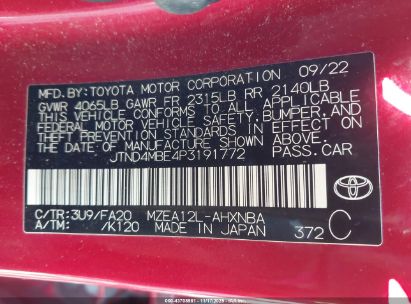 MFD.BY:TOYOTA MOTOR CORPORATION 09/22
GVWR 4065LB GAWR FR 2315LB RR 2140LB
THIS VEHICLE CONFORMS TO ALL APPLICABLE
FEDERAL MOTOR VEHICLE SAFETY, BUMPER, AND
THEFT PREVENTION STANDARDS IN EFFECT ON
THE DATE OF MANUFACTURE SHOWN ABOVE.
JTND4MBE4P3191772 PASS.CAR
TOYOTA
C/TR:3U9/FA20 MZEA12L-AHXNBA C
A/TM: /K120 MADE IN JAPAN 372